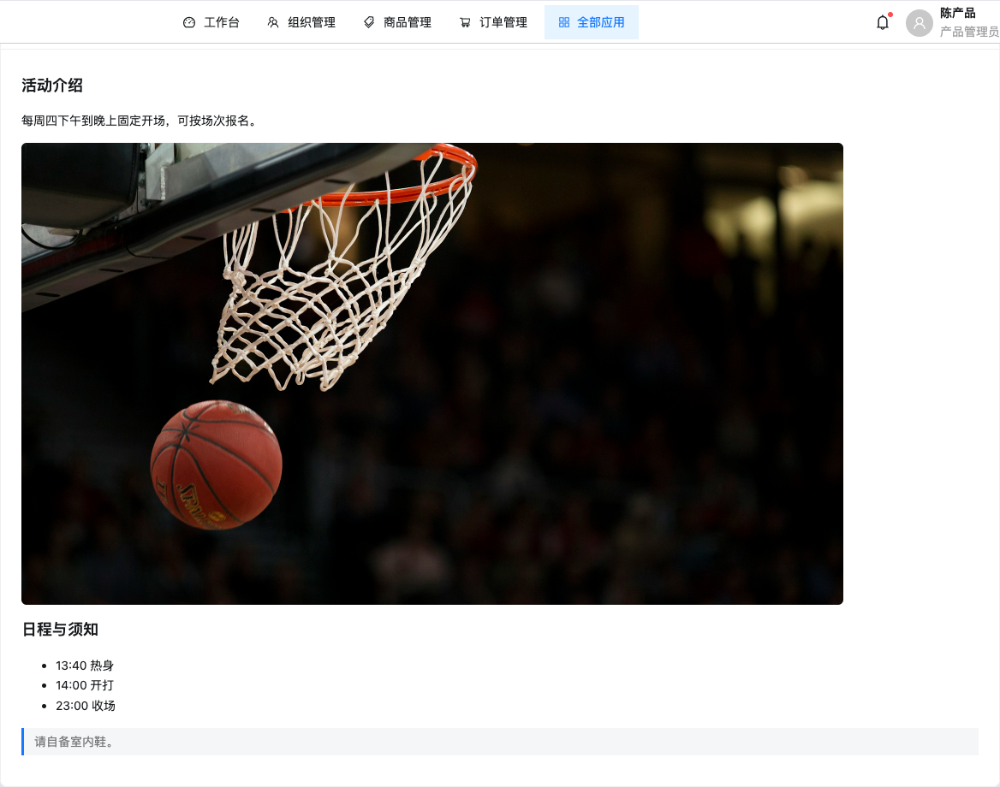 工作台
组织管理
商品管理
订单管理
全部应用
陈产品
产品管理员
活动介绍
每周四下午到晚上固定开场，可按场次报名。
日程与须知
13:40 热身
14:00 开打
23:00 收场
请自备室内鞋。